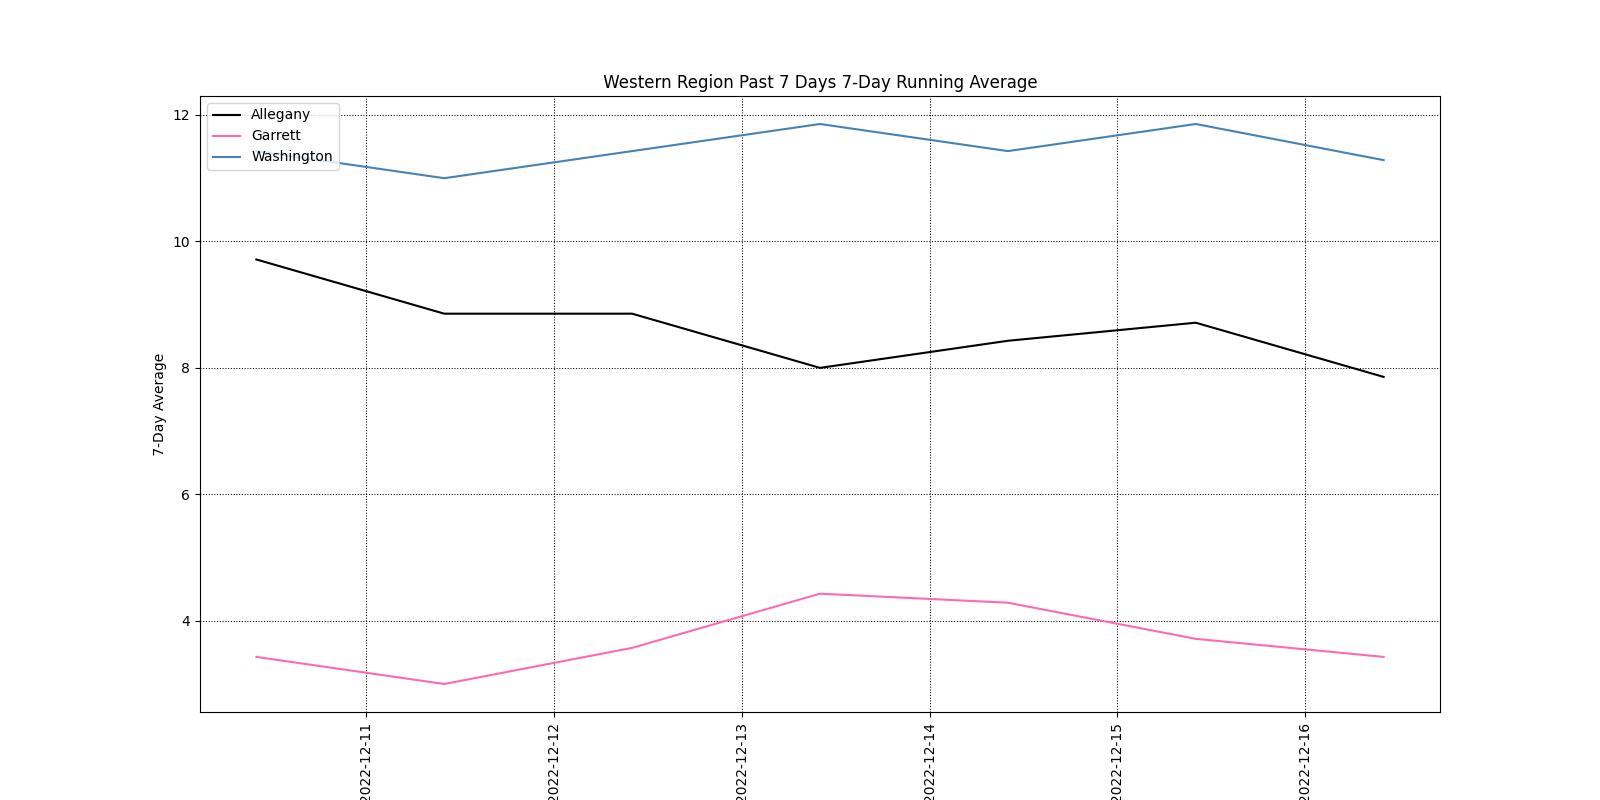 Western Region Past 7 Days 7-Day Running Average
Allegany
Garrett
Washington
12
10
8
6
4
7-Day Average
2022-12-11
2022-12-12
2022-12-13
2022-12-14
2022-12-15
2022-12-16